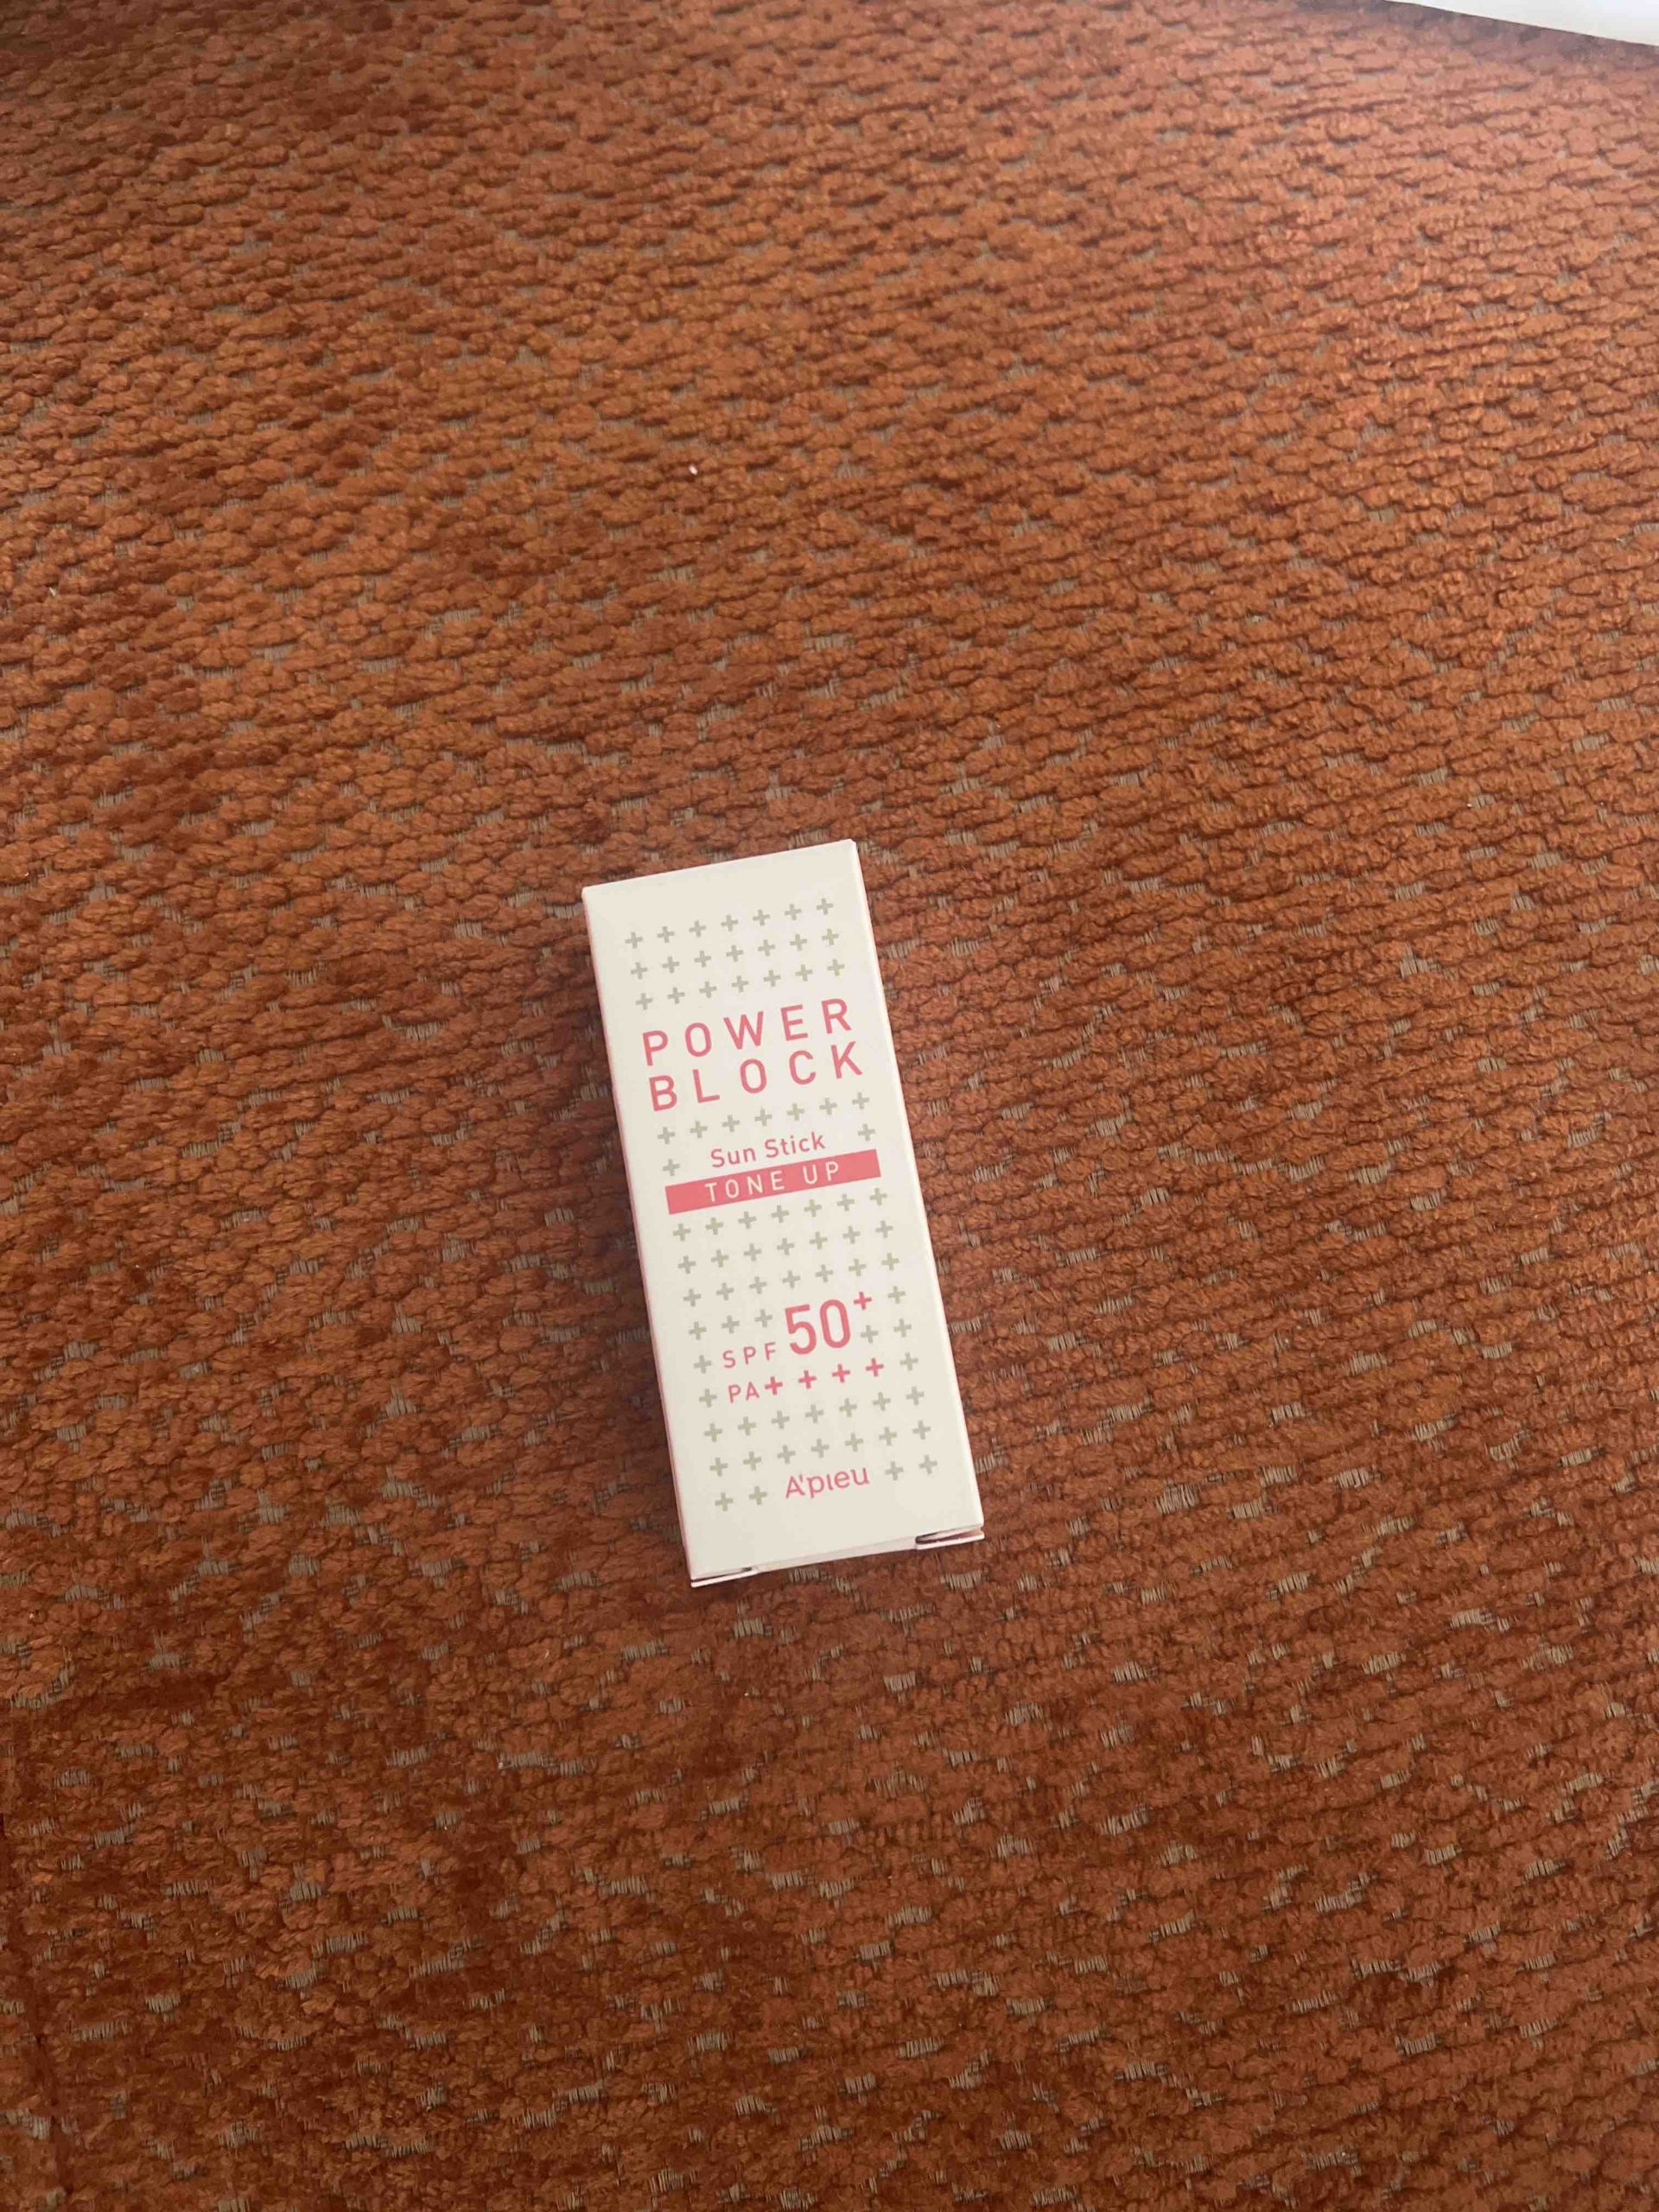 POWER
BLOCK
Sun Stick
TONE UP
SPF 50+
PA++++
A'pieu